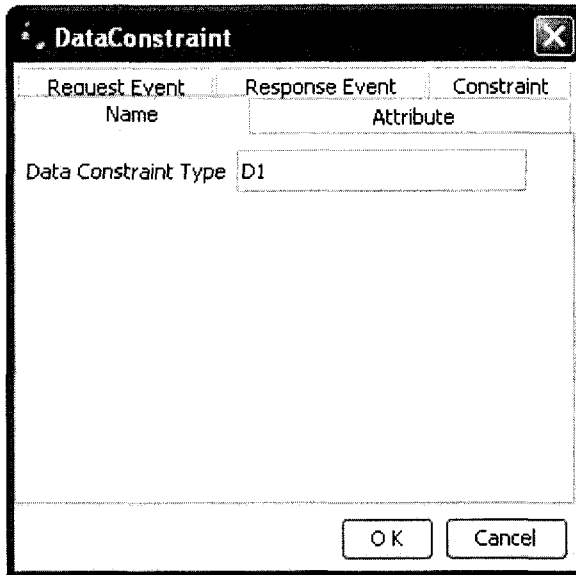 DataConstraint
Request Event Response Event Constraint
Name Attribute
Data Constraint Type D1
OK Cancel